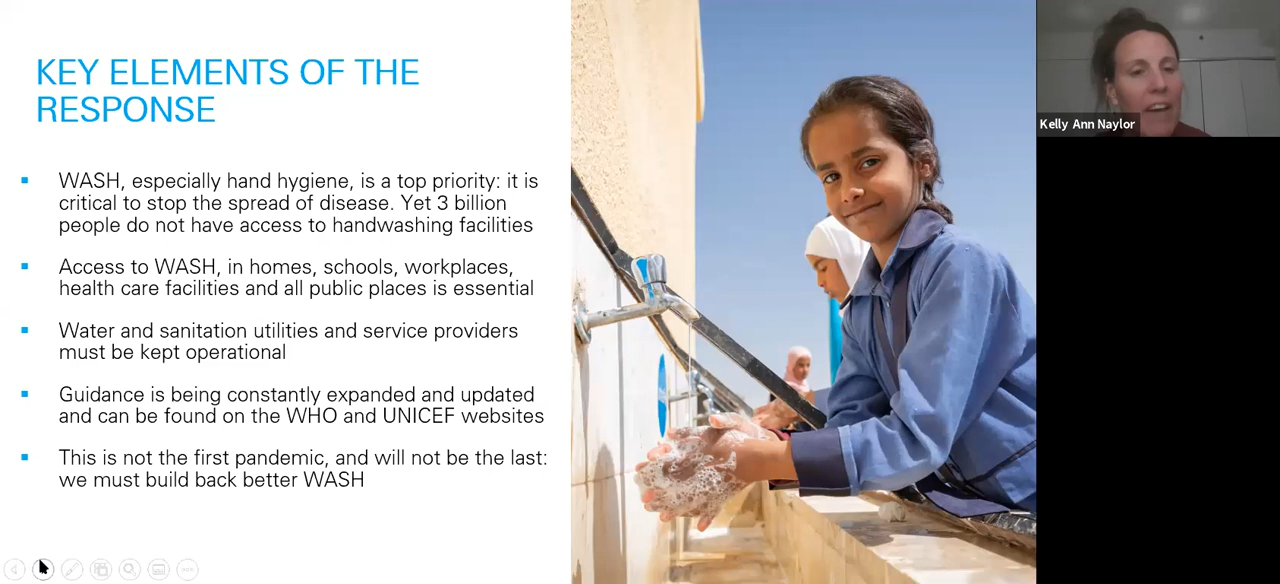 KEY ELEMENTS OF THE
RESPONSE
WASH, especially hand hygiene, is a top priority: it is
critical to stop the spread of disease. Yet 3 billion
people do not have access to handwashing facilities
Access to WASH, in homes, schools, workplaces,
health care facilities and all public places is essential
Water and sanitation utilities and service providers
must be kept operational
Guidance is being constantly expanded and updated
and can be found on the WHO and UNICEF websites
This is not the first pandemic, and will not be the last:
we must build back better WASH
Kelly Ann Naylor